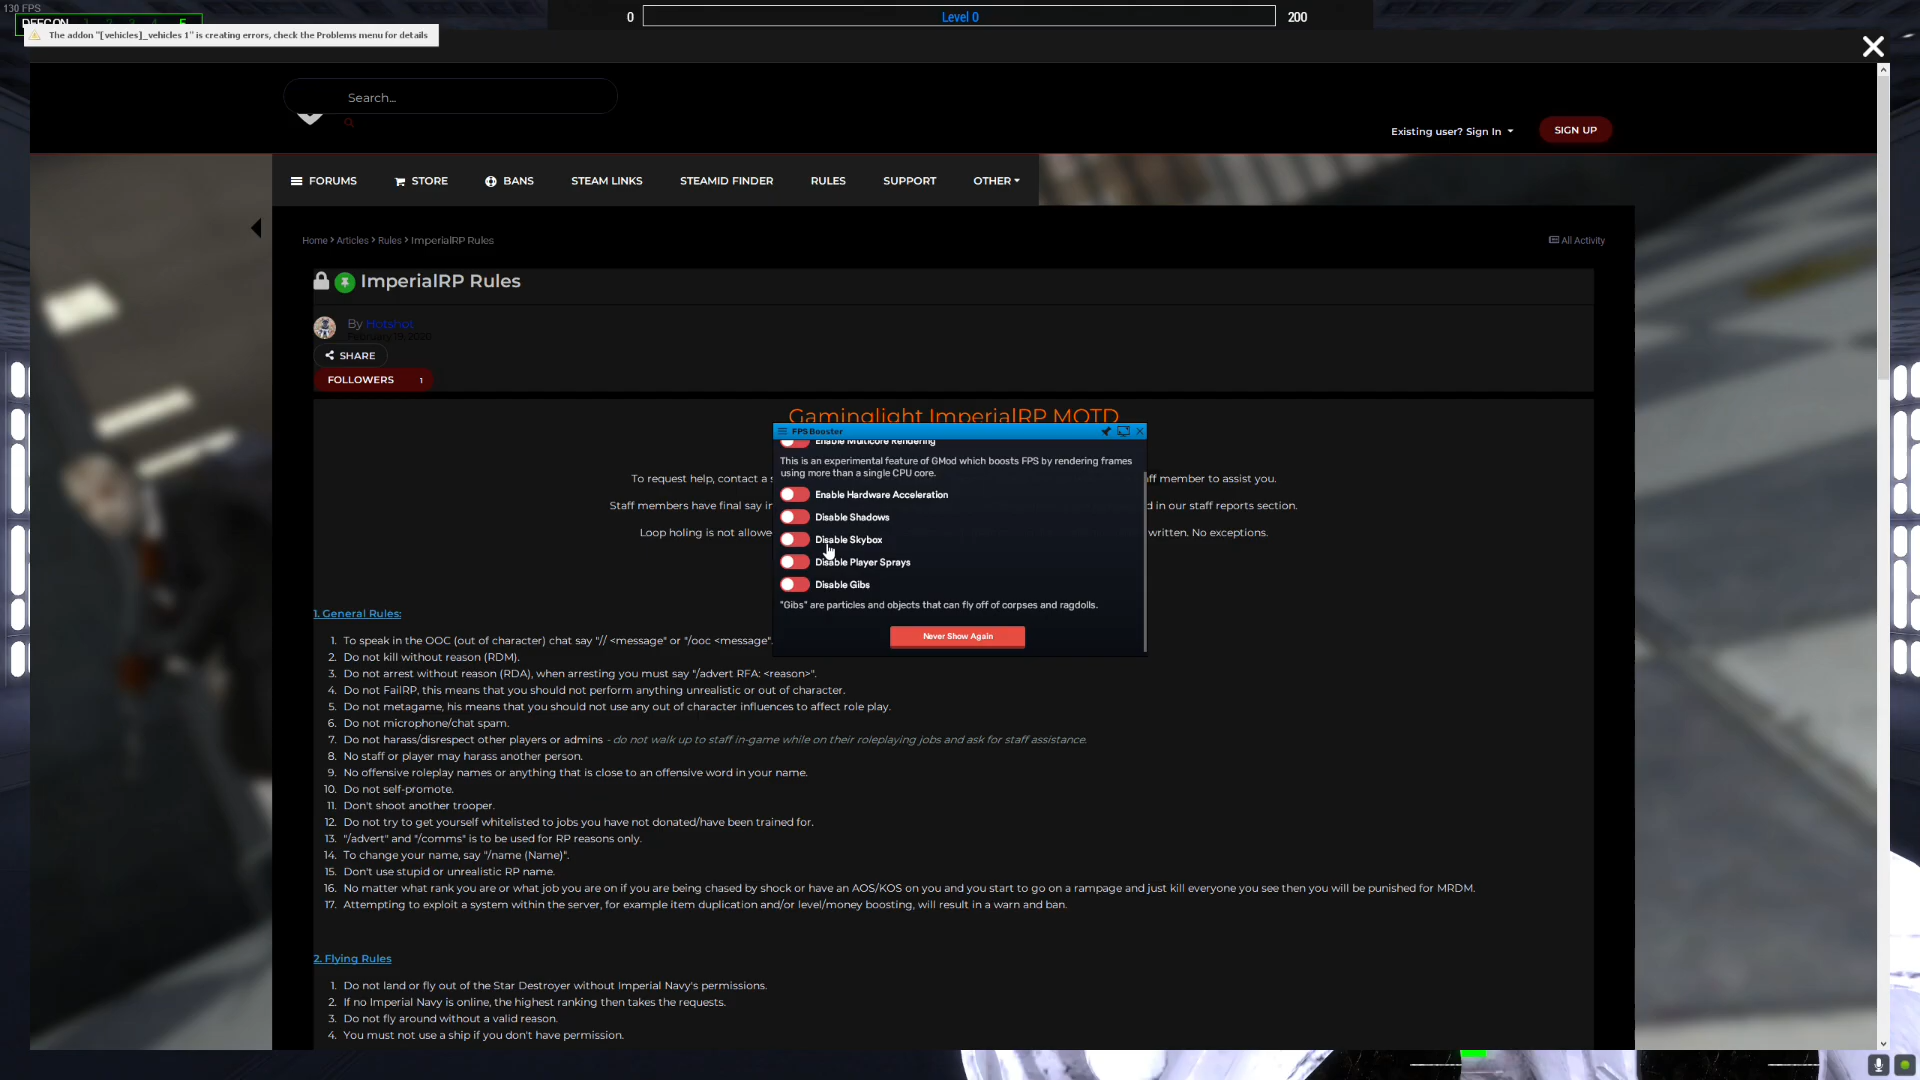 130 FPS
DEFCON 1 2 3 4 5
0
Level 0
200
The addon "[vehicles]_vehicles 1" is creating errors, check the Problems menu for details
Search...
Existing user? Sign In
SIGN UP
FORUMS
STORE
BANS
STEAM LINKS
STEAMID FINDER
RULES
SUPPORT
OTHER
Home > Articles > Rules > ImperialRP Rules
All Activity
ImperialRP Rules
By Hotshot
February 19, 2020
SHARE
FOLLOWERS 1
Gaminglight ImperialRP MOTD
To request help, contact a
ff member to assist you.
Staff members have final say in
d in our staff reports section.
Loop holing is not allowe
written. No exceptions.
FPS Booster
Enable Multicore Rendering
This is an experimental feature of GMod which boosts FPS by rendering frames
using more than a single CPU core.
Enable Hardware Acceleration
Disable Shadows
Disable Skybox
Disable Player Sprays
Disable Gibs
"Gibs" are particles and objects that can fly off of corpses and ragdolls.
Never Show Again
1. General Rules:
1. To speak in the OOC (out of character) chat say "// <message" or "/ooc <message".
2. Do not kill without reason (RDM).
3. Do not arrest without reason (RDA), when arresting you must say "/advert RFA: <reason>".
4. Do not FailRP, this means that you should not perform anything unrealistic or out of character.
5. Do not metagame, his means that you should not use any out of character influences to affect role play.
6. Do not microphone/chat spam.
7. Do not harass/disrespect other players or admins - do not walk up to staff in-game while on their roleplaying jobs and ask for staff assistance.
8. No staff or player may harass another person.
9. No offensive roleplay names or anything that is close to an offensive word in your name.
10. Do not self-promote.
11. Don't shoot another trooper.
12. Do not try to get yourself whitelisted to jobs you have not donated/have been trained for.
13. "/advert" and "/comms" is to be used for RP reasons only.
14. To change your name, say "/name (Name)".
15. Don't use stupid or unrealistic RP name.
16. No matter what rank you are or what job you are on if you are being chased by shock or have an AOS/KOS on you and you start to go on a rampage and just kill everyone you see then you will be punished for MRDM.
17. Attempting to exploit a system within the server, for example item duplication and/or level/money boosting, will result in a warn and ban.
2. Flying Rules
1. Do not land or fly out of the Star Destroyer without Imperial Navy's permissions.
2. If no Imperial Navy is online, the highest ranking then takes the requests.
3. Do not fly around without a valid reason.
4. You must not use a ship if you don't have permission.